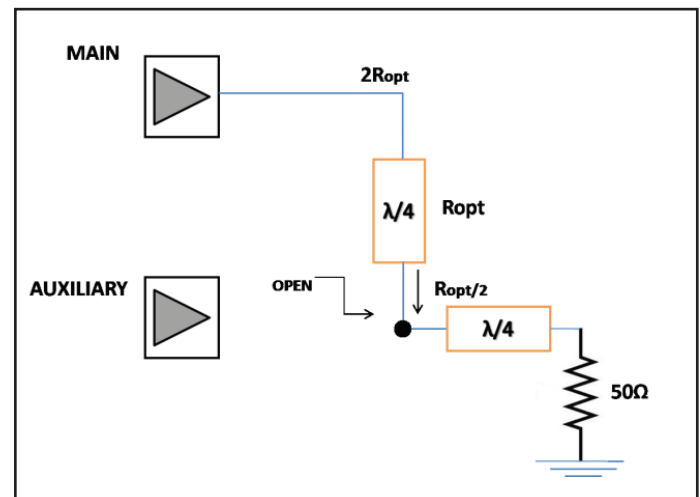 MAIN
2Ropt
λ/4
Ropt
AUXILIARY
OPEN
Ropt/2
λ/4
50Ω